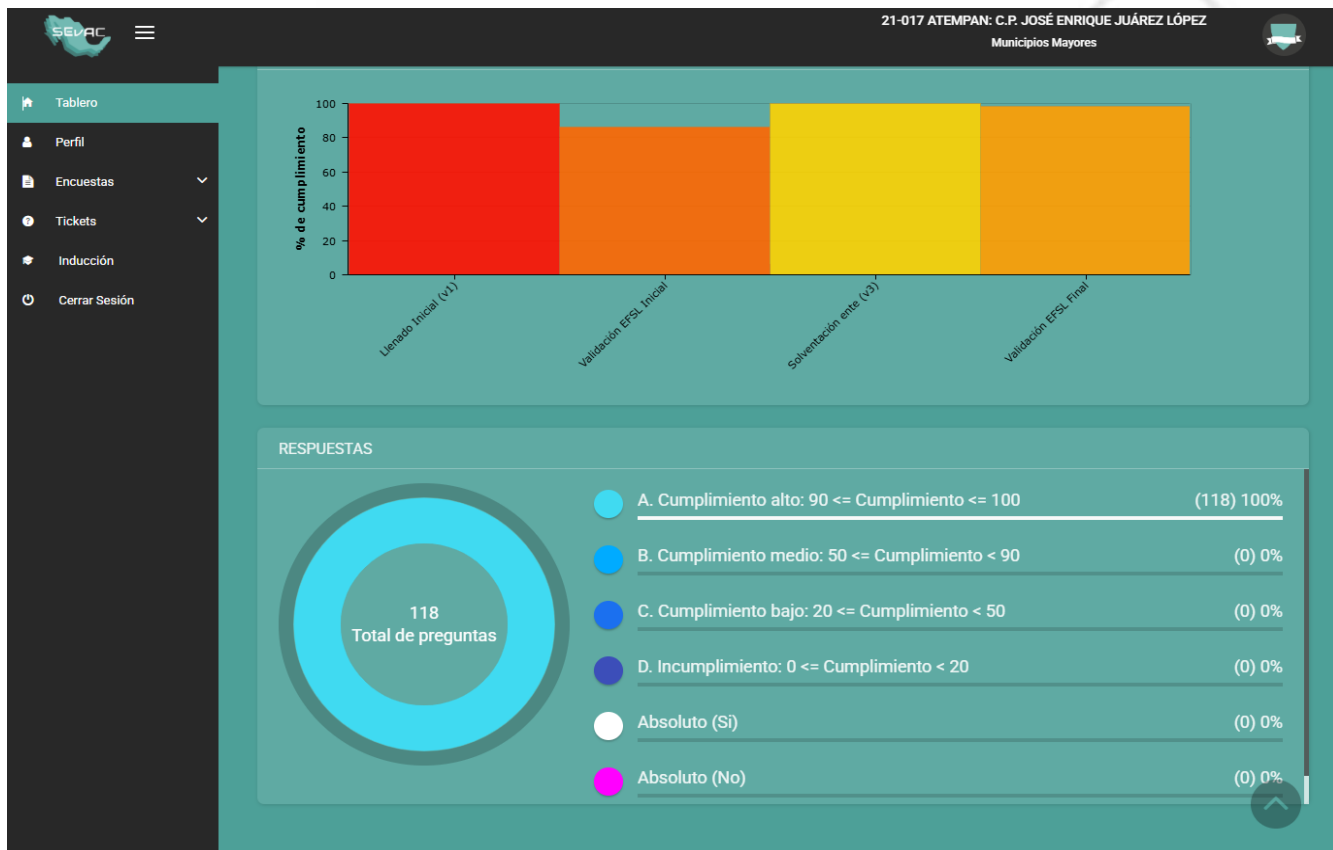 SEVAC
21-017 ATEMPAN: C.P. JOSÉ ENRIQUE JUÁREZ LÓPEZ
Municipios Mayores
Tablero
Perfil
Encuestas
Tickets
Inducción
Cerrar Sesión
% de cumplimiento
100
80
60
40
20
0
Llenado Inicial (v1)
Validación EFSL Inicial
Solventación ente (v3)
Validación EFSL Final
RESPUESTAS
118
Total de preguntas
A. Cumplimiento alto: 90 <= Cumplimiento <= 100 (118) 100%
B. Cumplimiento medio: 50 <= Cumplimiento < 90 (0) 0%
C. Cumplimiento bajo: 20 <= Cumplimiento < 50 (0) 0%
D. Incumplimiento: 0 <= Cumplimiento < 20 (0) 0%
Absoluto (Si) (0) 0%
Absoluto (No) (0) 0%